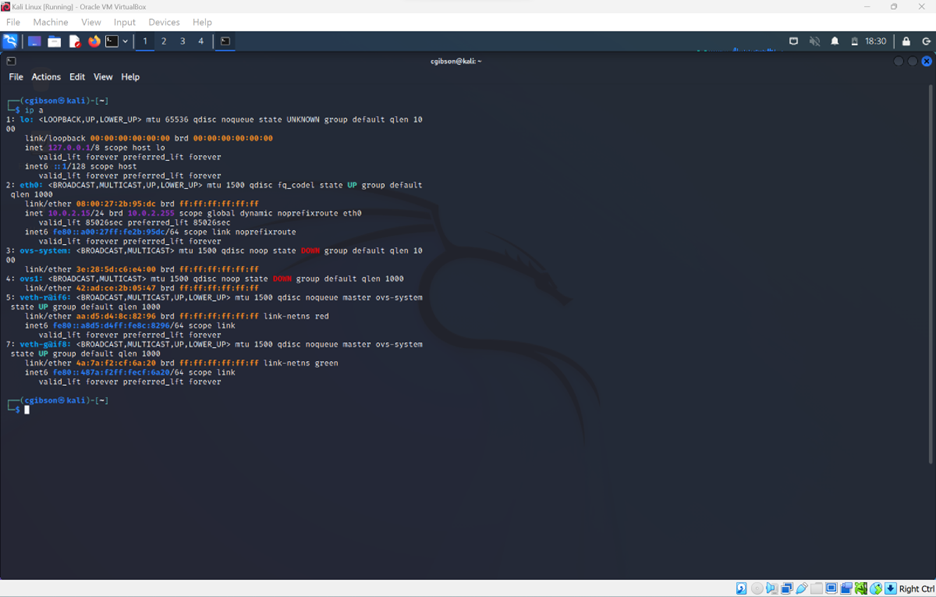 Kali Linux [Running] - Oracle VM VirtualBox
File Machine View Input Devices Help
1 2 3 4 18:30
cgibson@kali: ~
File Actions Edit View Help
┌──(cgibson㉿kali)-[~]
└─$ ip a
1: lo: <LOOPBACK,UP,LOWER_UP> mtu 65536 qdisc noqueue state UNKNOWN group default qlen 10
00
link/loopback 00:00:00:00:00:00 brd 00:00:00:00:00:00
inet 127.0.0.1/8 scope host lo
valid_lft forever preferred_lft forever
inet6 ::1/128 scope host
valid_lft forever preferred_lft forever
2: eth0: <BROADCAST,MULTICAST,UP,LOWER_UP> mtu 1500 qdisc fq_codel state UP group default
qlen 1000
link/ether 08:00:27:2b:95:dc brd ff:ff:ff:ff:ff:ff
inet 10.0.2.15/24 brd 10.0.2.255 scope global dynamic noprefixroute eth0
valid_lft 85026sec preferred_lft 85026sec
inet6 fe80::a00:27ff:fe2b:95dc/64 scope link noprefixroute
valid_lft forever preferred_lft forever
3: ovs-system: <BROADCAST,MULTICAST> mtu 1500 qdisc noop state DOWN group default qlen 10
00
link/ether 3e:28:5d:c6:e4:00 brd ff:ff:ff:ff:ff:ff
4: ovs1: <BROADCAST,MULTICAST> mtu 1500 qdisc noop state DOWN group default qlen 1000
link/ether 42:ad:ce:2b:05:47 brd ff:ff:ff:ff:ff:ff
5: veth-r@if6: <BROADCAST,MULTICAST,UP,LOWER_UP> mtu 1500 qdisc noqueue master ovs-system
state UP group default qlen 1000
link/ether aa:d5:d4:8c:82:96 brd ff:ff:ff:ff:ff:ff link-netns red
inet6 fe80::a8d5:d4ff:fe8c:8296/64 scope link
valid_lft forever preferred_lft forever
7: veth-g@if8: <BROADCAST,MULTICAST,UP,LOWER_UP> mtu 1500 qdisc noqueue master ovs-system
state UP group default qlen 1000
link/ether 4a:7a:f2:cf:6a:20 brd ff:ff:ff:ff:ff:ff link-netns green
inet6 fe80::487a:f2ff:fecf:6a20/64 scope link
valid_lft forever preferred_lft forever
┌──(cgibson㉿kali)-[~]
└─$
Right Ctrl